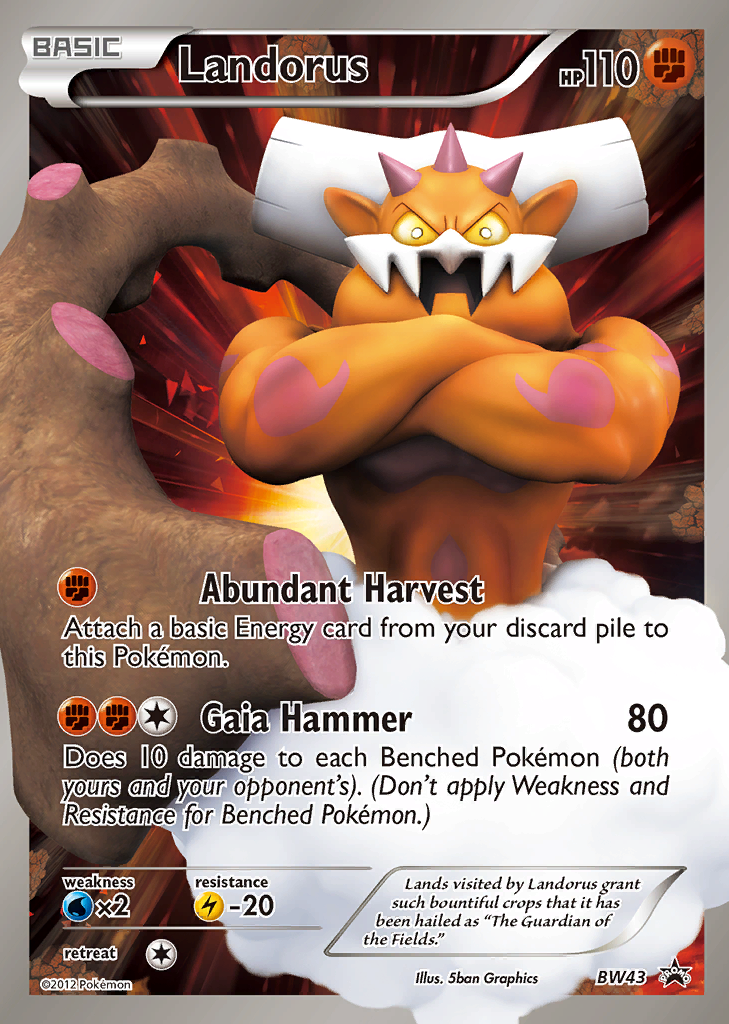 BASIC
Landorus
HP110
Abundant Harvest
Attach a basic Energy card from your discard pile to
this Pokémon.
Gaia Hammer 80
Does 10 damage to each Benched Pokémon (both
yours and your opponent's). (Don't apply Weakness and
Resistance for Benched Pokémon.)
weakness resistance
×2 -20
retreat
Lands visited by Landorus grant
such bountiful crops that it has
been hailed as "The Guardian of
the Fields."
©2012 Pokémon Illus. 5ban Graphics BW43 PROMO